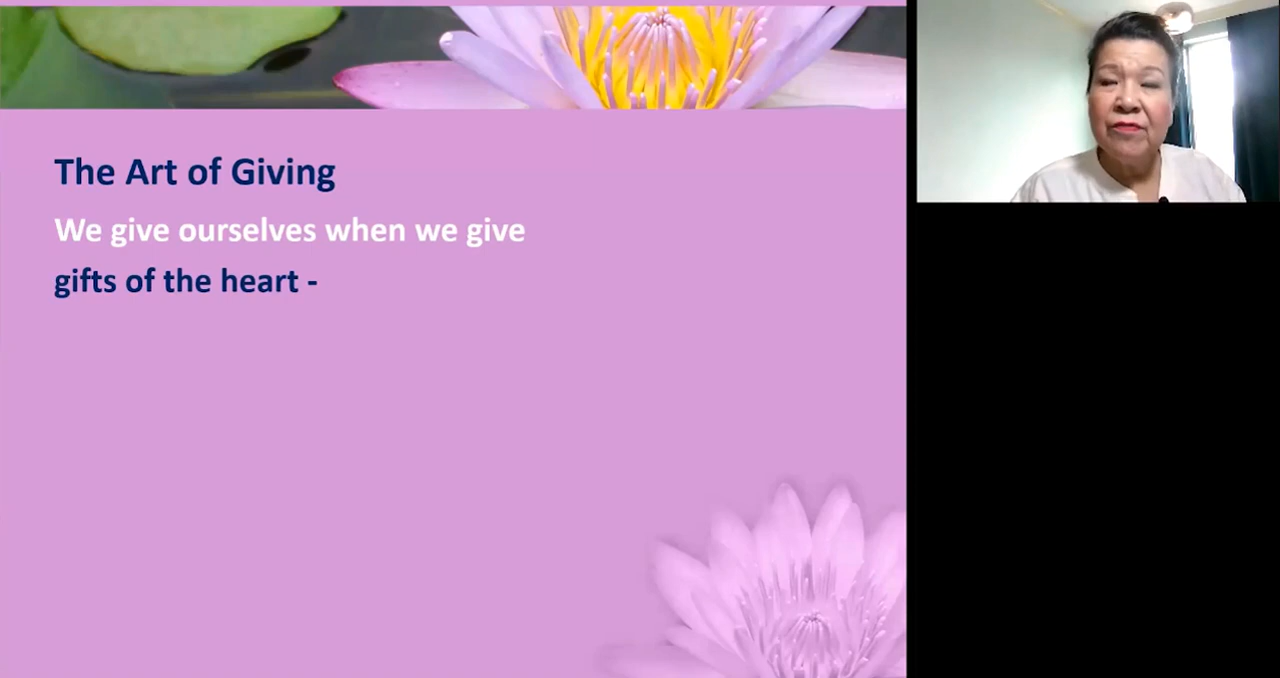 The Art of Giving
We give ourselves when we give
gifts of the heart -